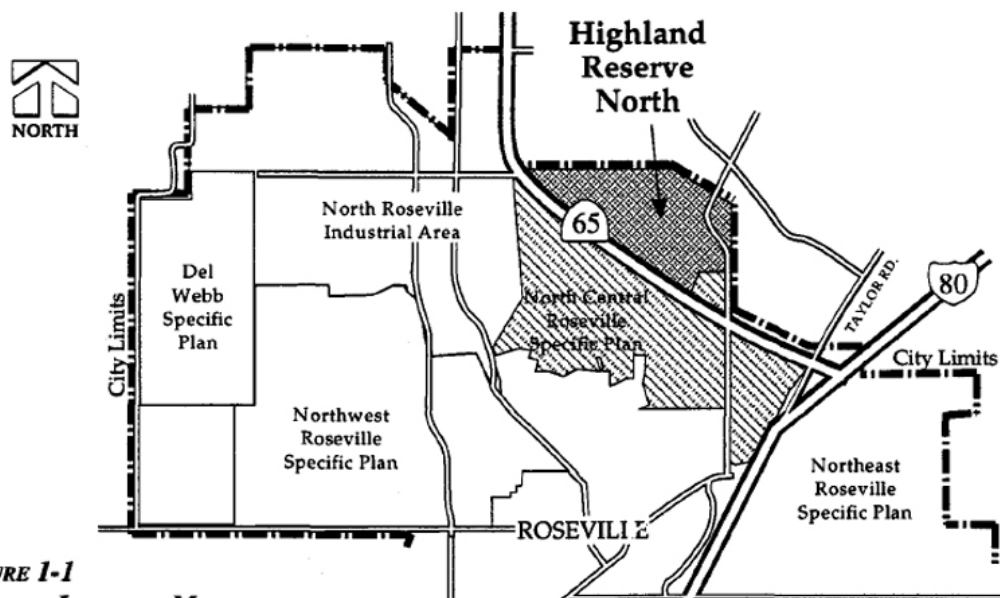 Highland
Reserve
North
NORTH
65
North Roseville
Industrial Area
Del
Webb
Specific
Plan
North Central
Roseville
Specific Plan
TAYLOR RD.
80
City Limits
City Limits
Northwest
Roseville
Specific Plan
Northeast
Roseville
Specific Plan
ROSEVILLE
URE 1-1